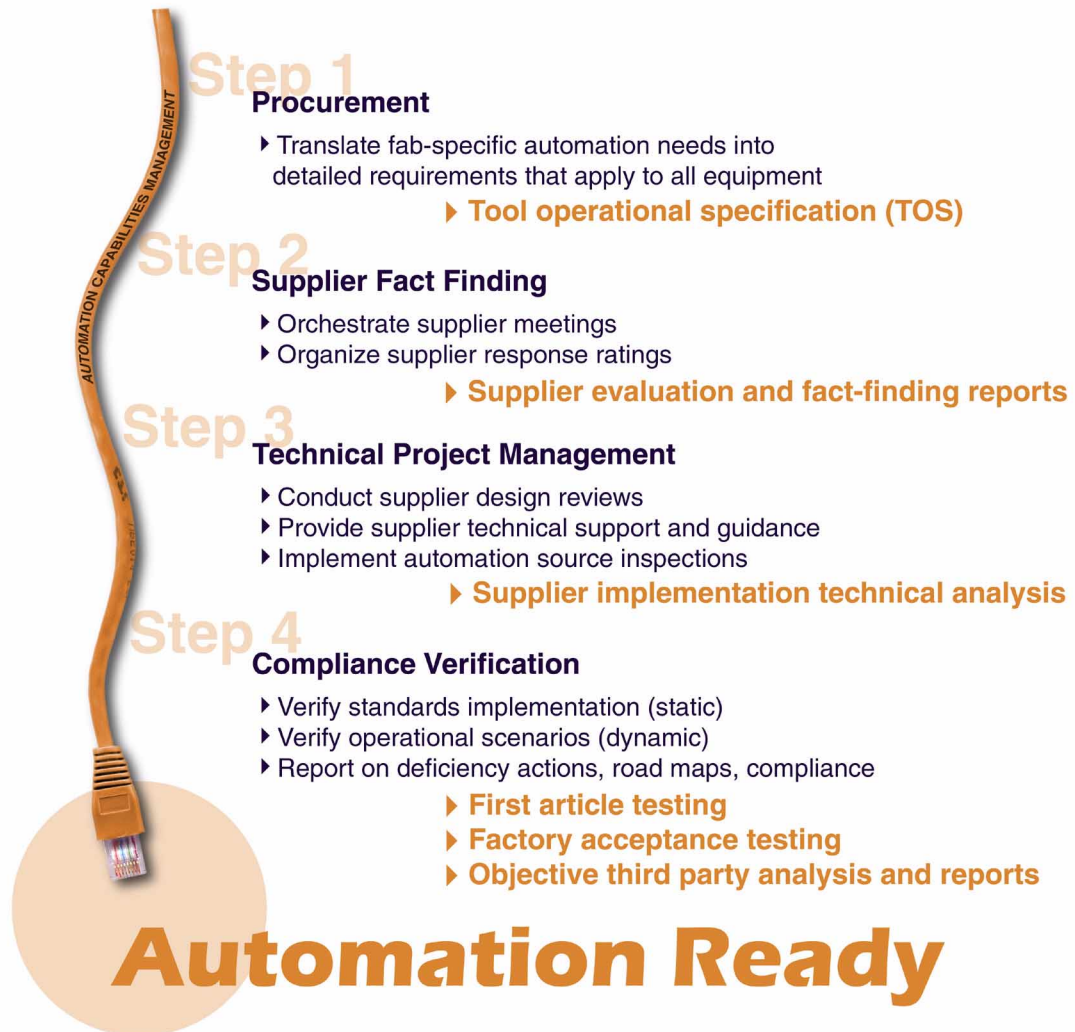 Step 1
Procurement
Translate fab-specific automation needs into
detailed requirements that apply to all equipment
Tool operational specification (TOS)
AUTOMATION CAPABILITIES MANAGEMENT
Step 2
Supplier Fact Finding
Orchestrate supplier meetings
Organize supplier response ratings
Supplier evaluation and fact-finding reports
Step 3
Technical Project Management
Conduct supplier design reviews
Provide supplier technical support and guidance
Implement automation source inspections
Supplier implementation technical analysis
Step 4
Compliance Verification
Verify standards implementation (static)
Verify operational scenarios (dynamic)
Report on deficiency actions, road maps, compliance
First article testing
Factory acceptance testing
Objective third party analysis and reports
Automation Ready